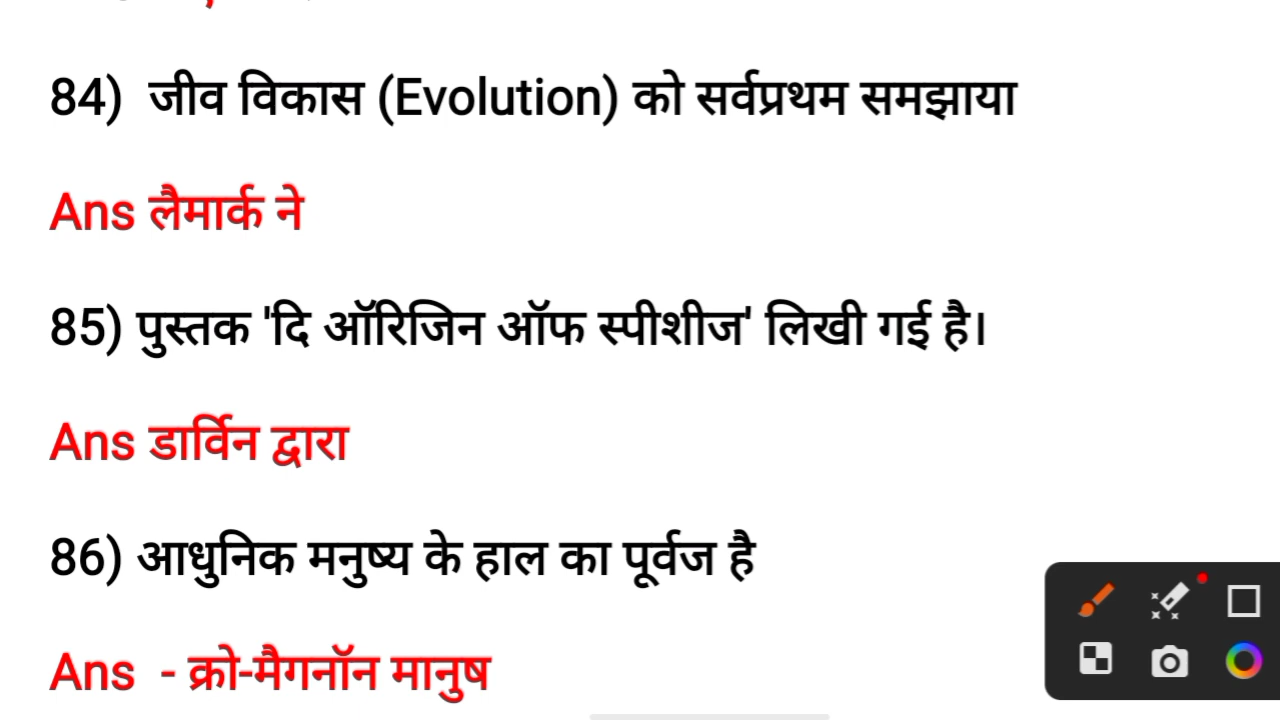 84) जीव विकास (Evolution) को सर्वप्रथम समझाया
Ans लैमार्क ने
85) पुस्तक 'दि ऑरिजिन ऑफ स्पीशीज' लिखी गई है।
Ans डार्विन द्वारा
86) आधुनिक मनुष्य के हाल का पूर्वज है
Ans - क्रो-मैगनॉन मानुष